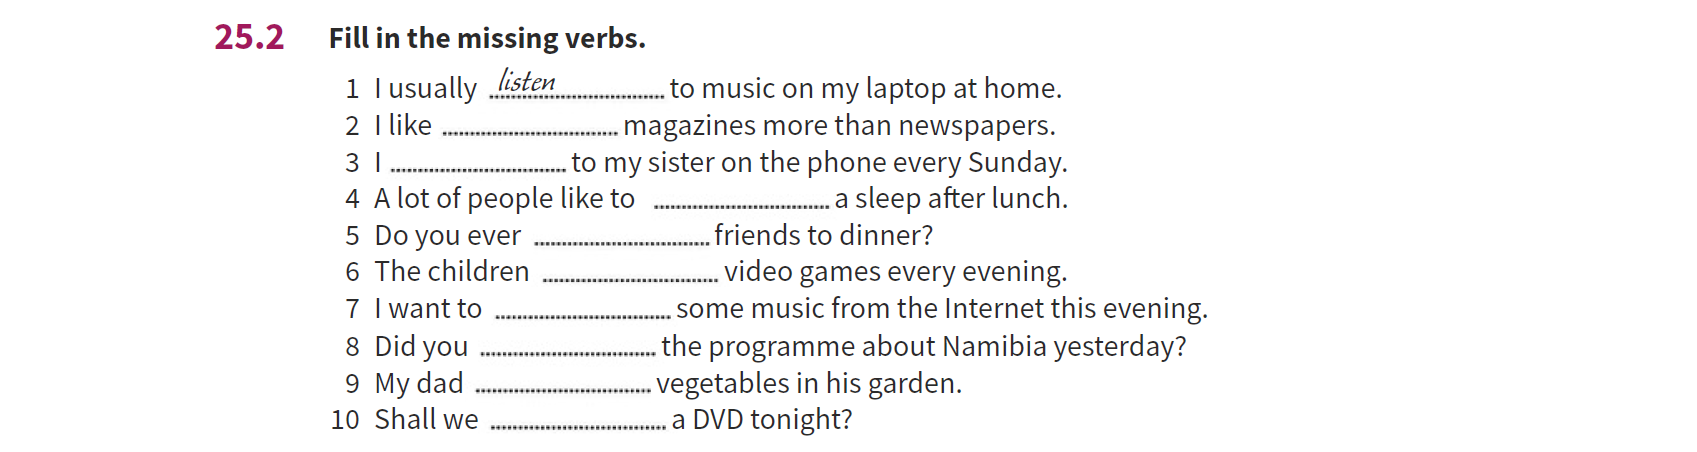 25.2 Fill in the missing verbs.
1 I usually listen to music on my laptop at home.
2 I like ............................ magazines more than newspapers.
3 I ............................ to my sister on the phone every Sunday.
4 A lot of people like to ............................ a sleep after lunch.
5 Do you ever ............................ friends to dinner?
6 The children ............................ video games every evening.
7 I want to ............................ some music from the Internet this evening.
8 Did you ............................ the programme about Namibia yesterday?
9 My dad ............................ vegetables in his garden.
10 Shall we ............................ a DVD tonight?